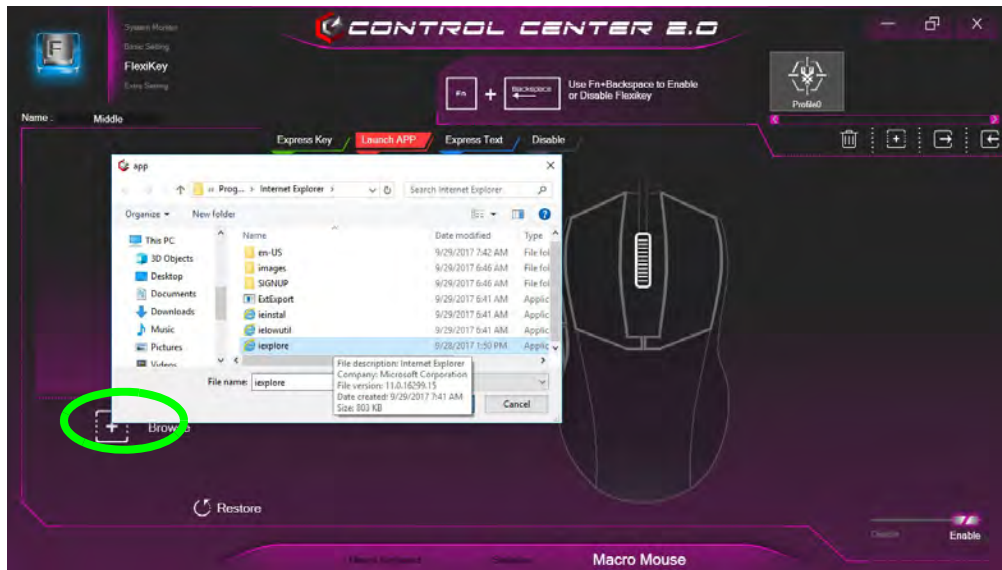 System Monitor
Basic Setting
FlexiKey
Extra Setting
CONTROL CENTER 2.0
Fn + Backspace
Use Fn+Backspace to Enable
or Disable Flexikey
Profile0
Name : Middle
Express Key Launch APP Express Text Disable
app
« Prog... › Internet Explorer ›
Search Internet Explorer
Organize New folder
Name Date modified Type
This PC
3D Objects
Desktop
Documents
Downloads
Music
Pictures
Videos
en-US 9/29/2017 7:42 AM File fol
images 9/29/2017 6:46 AM File fol
SIGNUP 9/29/2017 6:46 AM File fol
ExtExport 9/29/2017 6:41 AM Applic
ieinstal 9/29/2017 6:41 AM Applic
ielowutil 9/29/2017 6:41 AM Applic
iexplore 9/28/2017 1:50 PM Applic
File description: Internet Explorer
Company: Microsoft Corporation
File version: 11.0.16299.15
Date created: 9/29/2017 7:41 AM
Size: 803 KB
File name: iexplore
Cancel
Browse
Restore
Enable
Macro Mouse